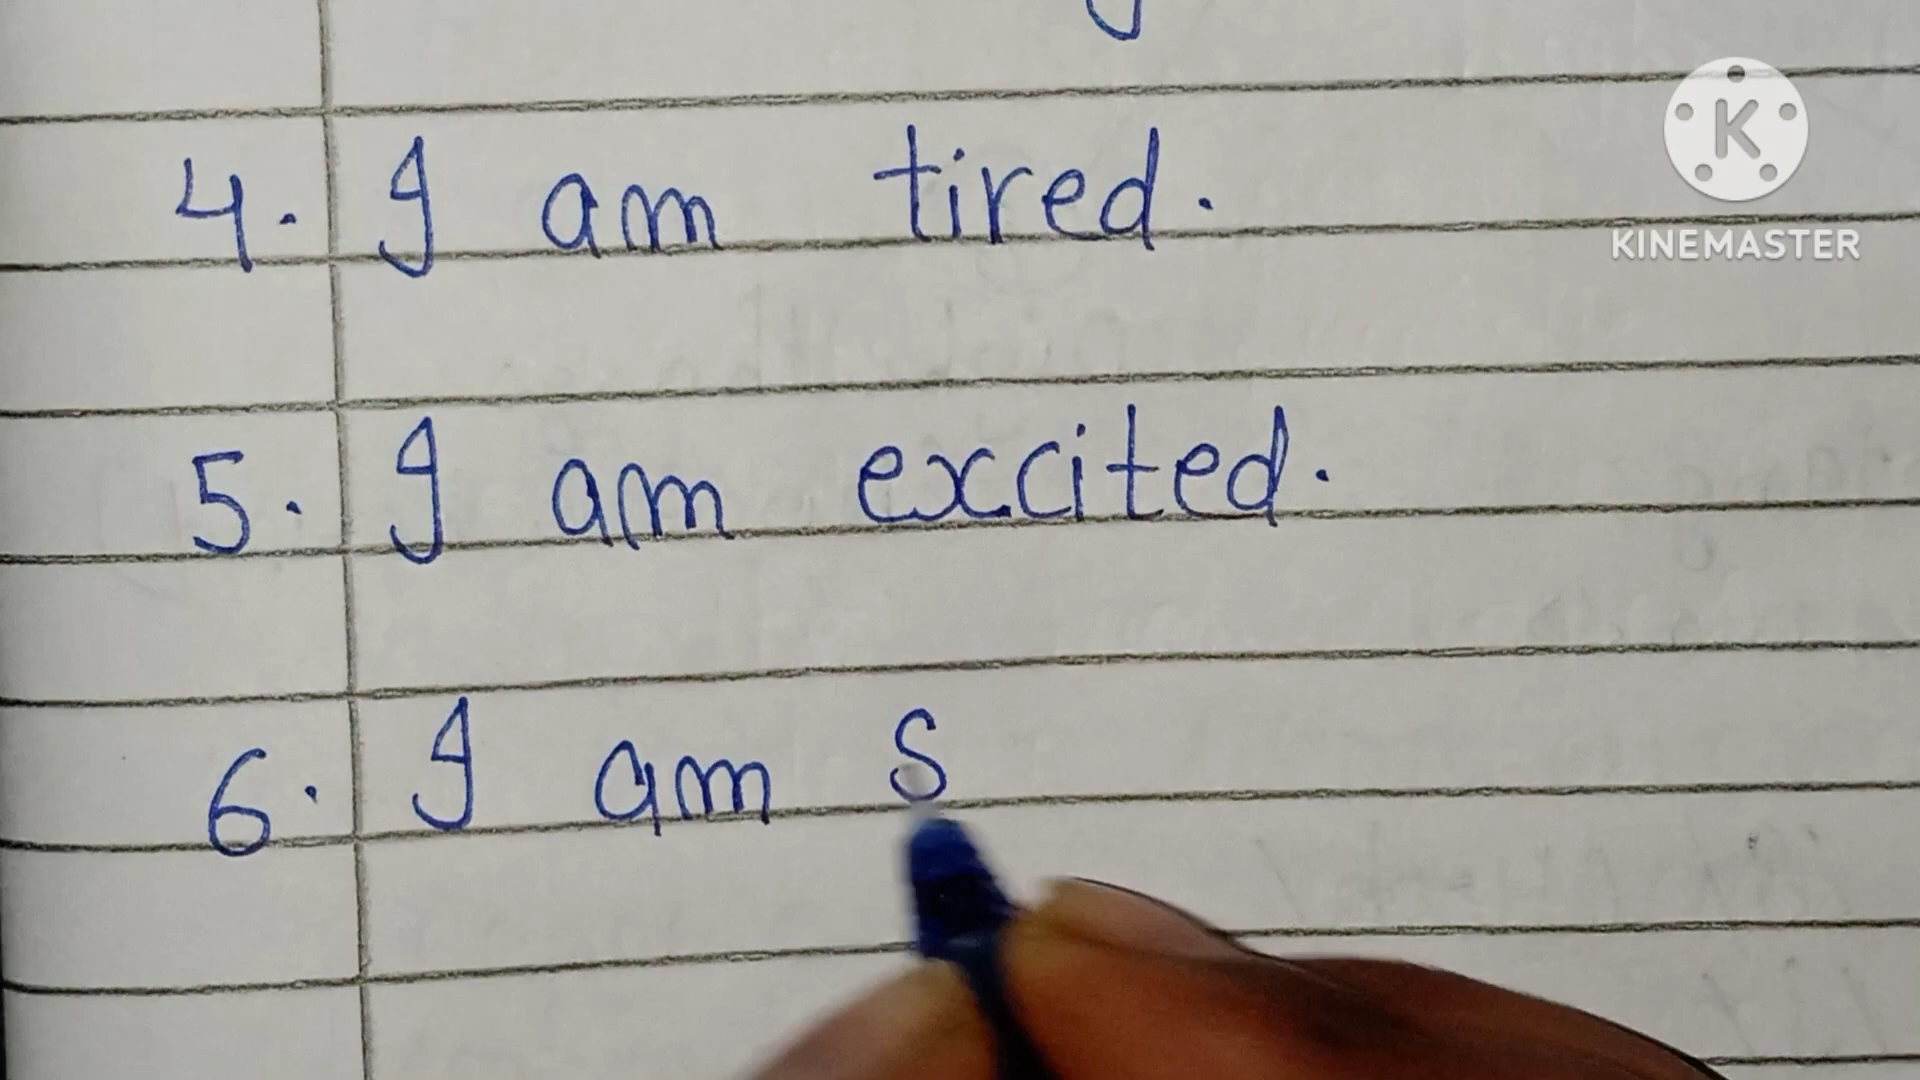 4. I am tired.
K
KINEMASTER
5. I am excited.
6. I am s